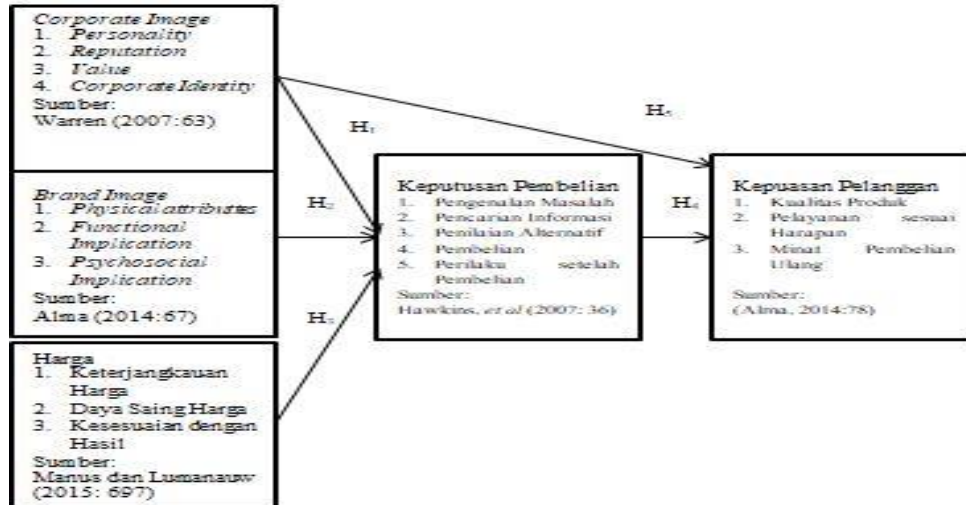 Corporate Image
1. Personality
2. Reputation
3. Value
4. Corporate Identity
Sumber:
Warren (2007:63)
Brand Image
1. Physical attributes
2. Functional
Implication
3. Psychosocial
Implication
Sumber:
Alma (2014:67)
Harga
1. Keterjangkauan
Harga
2. Daya Saing Harga
3. Kesesuaian dengan
Hasil
Sumber:
Manus dan Lumanauw
(2015: 697)
H1
H2
H3
Keputusan Pembelian
1. Pengenalan Masalah
2. Pencarian Informasi
3. Penilaian Alternatif
4. Pembelian
5. Perilaku setelah
Pembelian
Sumber:
Hawkins, et al (2007: 36)
H5
H4
Kepuasan Pelanggan
1. Kualitas Produk
2. Pelayanan sesuai
Harapan
3. Minat Pembelian
Ulang
Sumber:
(Alma, 2014:78)